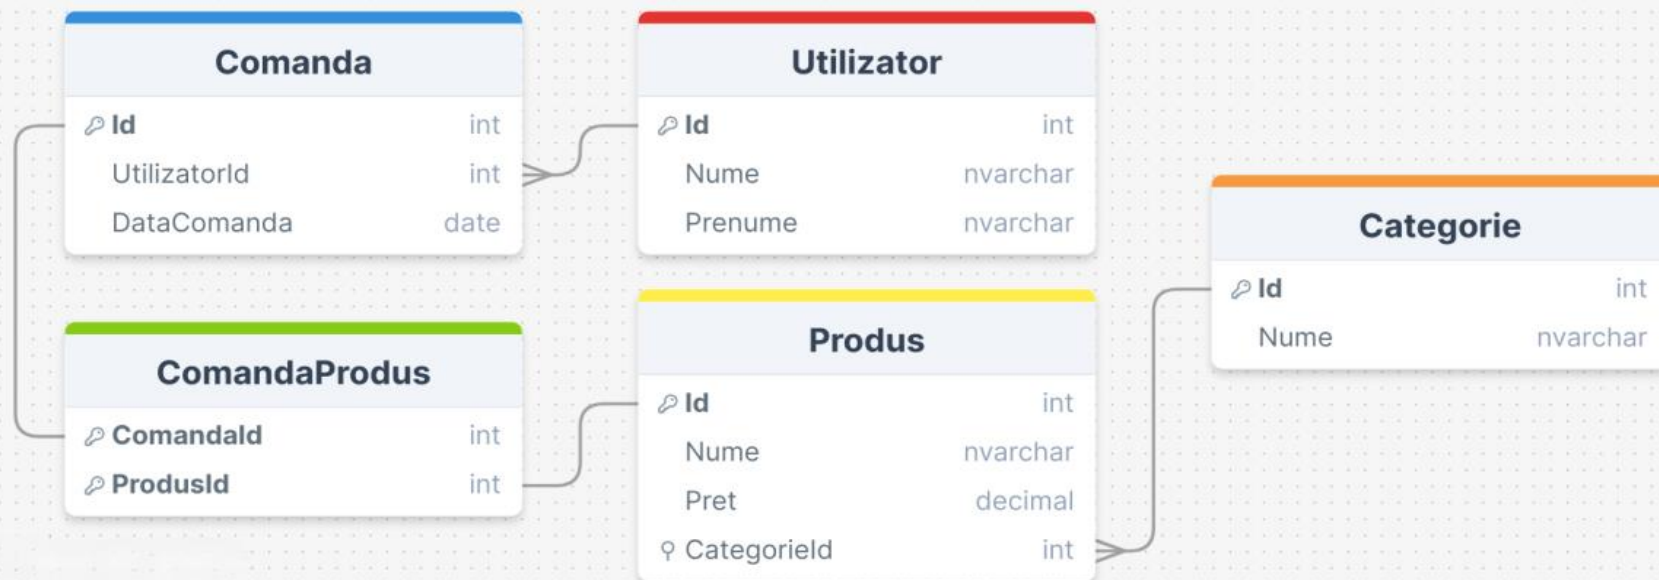 Comanda
Id int
UtilizatorId int
DataComanda date
Utilizator
Id int
Nume nvarchar
Prenume nvarchar
Categorie
Id int
Nume nvarchar
ComandaProdus
ComandaId int
ProdusId int
Produs
Id int
Nume nvarchar
Pret decimal
CategorieId int